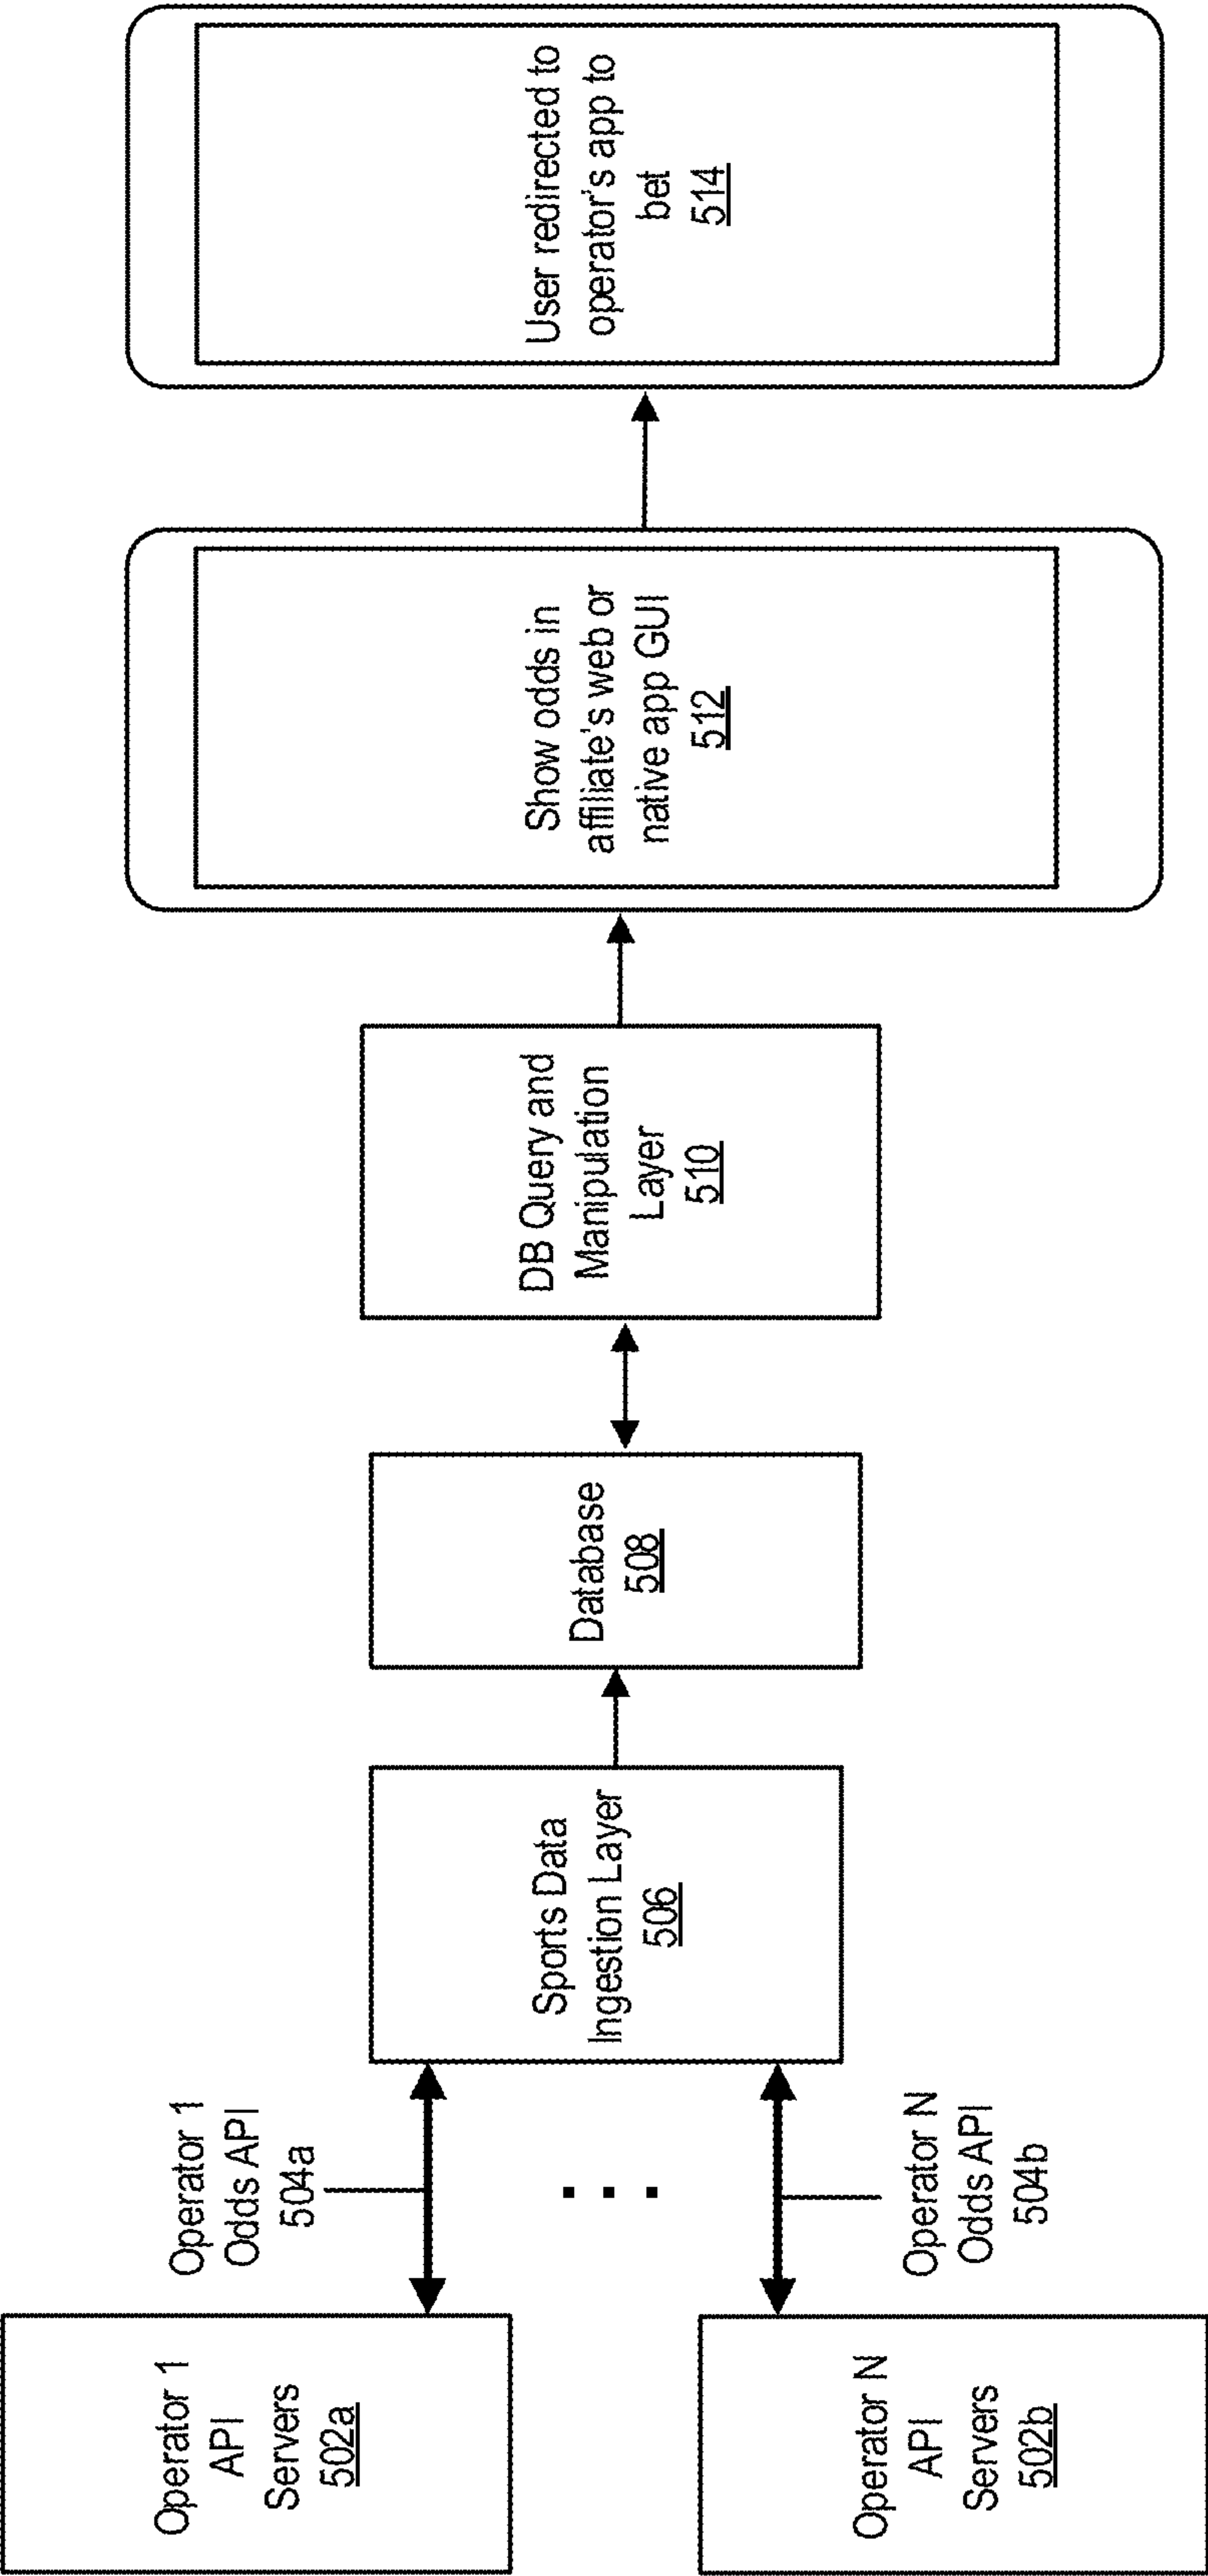 Operator 1
API
Servers
502a
Operator N
API
Servers
502b
Operator 1
Odds API
504a
. . .
Operator N
Odds API
504b
Sports Data
Ingestion Layer
506
Database
508
DB Query and
Manipulation
Layer
510
Show odds in
affiliate's web or
native app GUI
512
User redirected to
operator's app to
bet
514